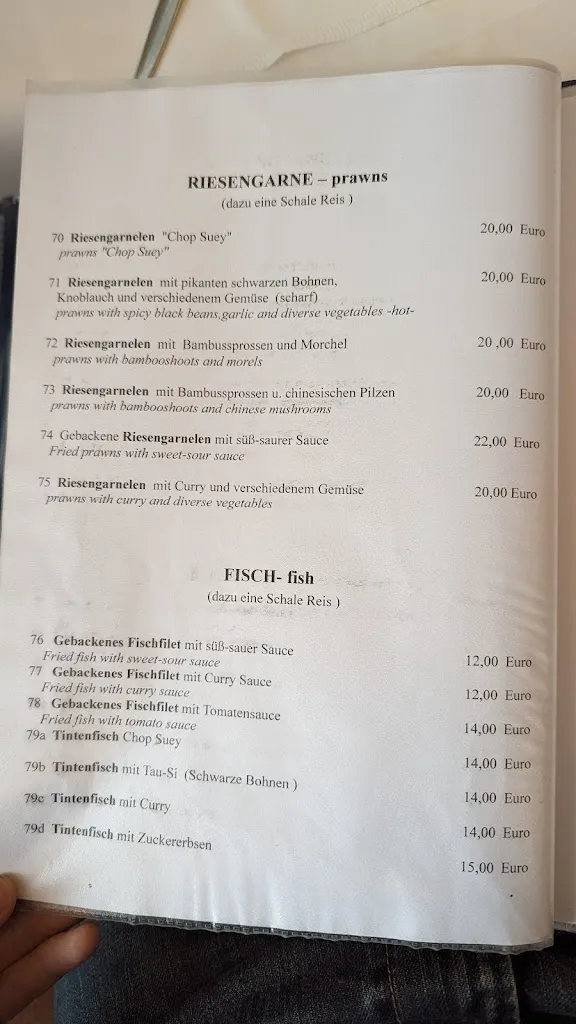 RIESENGARNE – prawns
(dazu eine Schale Reis )
70 Riesengarnelen "Chop Suey" 20,00 Euro
prawns "Chop Suey"
71 Riesengarnelen mit pikanten schwarzen Bohnen, 20,00 Euro
Knoblauch und verschiedenem Gemüse (scharf)
prawns with spicy black beans,garlic and diverse vegetables -hot-
72 Riesengarnelen mit Bambussprossen und Morchel 20 ,00 Euro
prawns with bambooshoots and morels
73 Riesengarnelen mit Bambussprossen u. chinesischen Pilzen 20,00 Euro
prawns with bambooshoots and chinese mushrooms
74 Gebackene Riesengarnelen mit süß-saurer Sauce 22,00 Euro
Fried prawns with sweet-sour sauce
75 Riesengarnelen mit Curry und verschiedenem Gemüse 20,00 Euro
prawns with curry and diverse vegetables
FISCH- fish
(dazu eine Schale Reis )
76 Gebackenes Fischfilet mit süß-sauer Sauce 12,00 Euro
Fried fish with sweet-sour sauce
77 Gebackenes Fischfilet mit Curry Sauce 12,00 Euro
Fried fish with curry sauce
78 Gebackenes Fischfilet mit Tomatensauce 14,00 Euro
Fried fish with tomato sauce
79a Tintenfisch Chop Suey 14,00 Euro
79b Tintenfisch mit Tau-Si (Schwarze Bohnen ) 14,00 Euro
79c Tintenfisch mit Curry 14,00 Euro
79d Tintenfisch mit Zuckererbsen 15,00 Euro